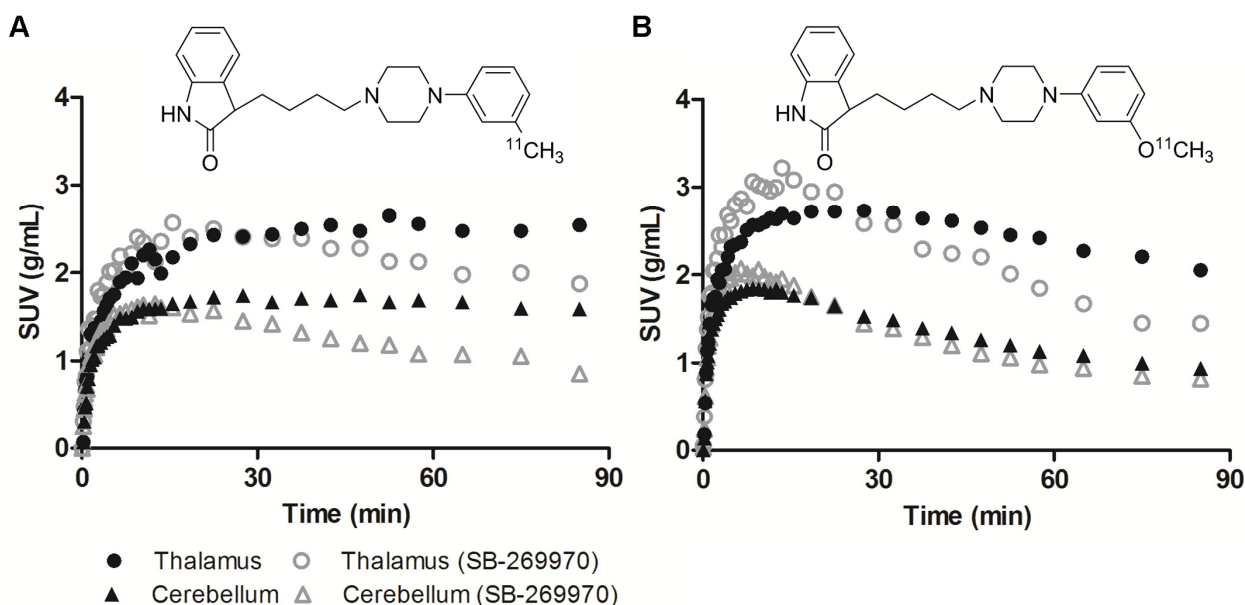 A
B
HN
O
N
N
¹¹CH₃
HN
O
N
N
O¹¹CH₃
4
3
2
1
0
SUV (g/mL)
0
30
60
90
Time (min)
4
3
2
1
0
SUV (g/mL)
0
30
60
90
Time (min)
Thalamus
Thalamus (SB-269970)
Cerebellum
Cerebellum (SB-269970)